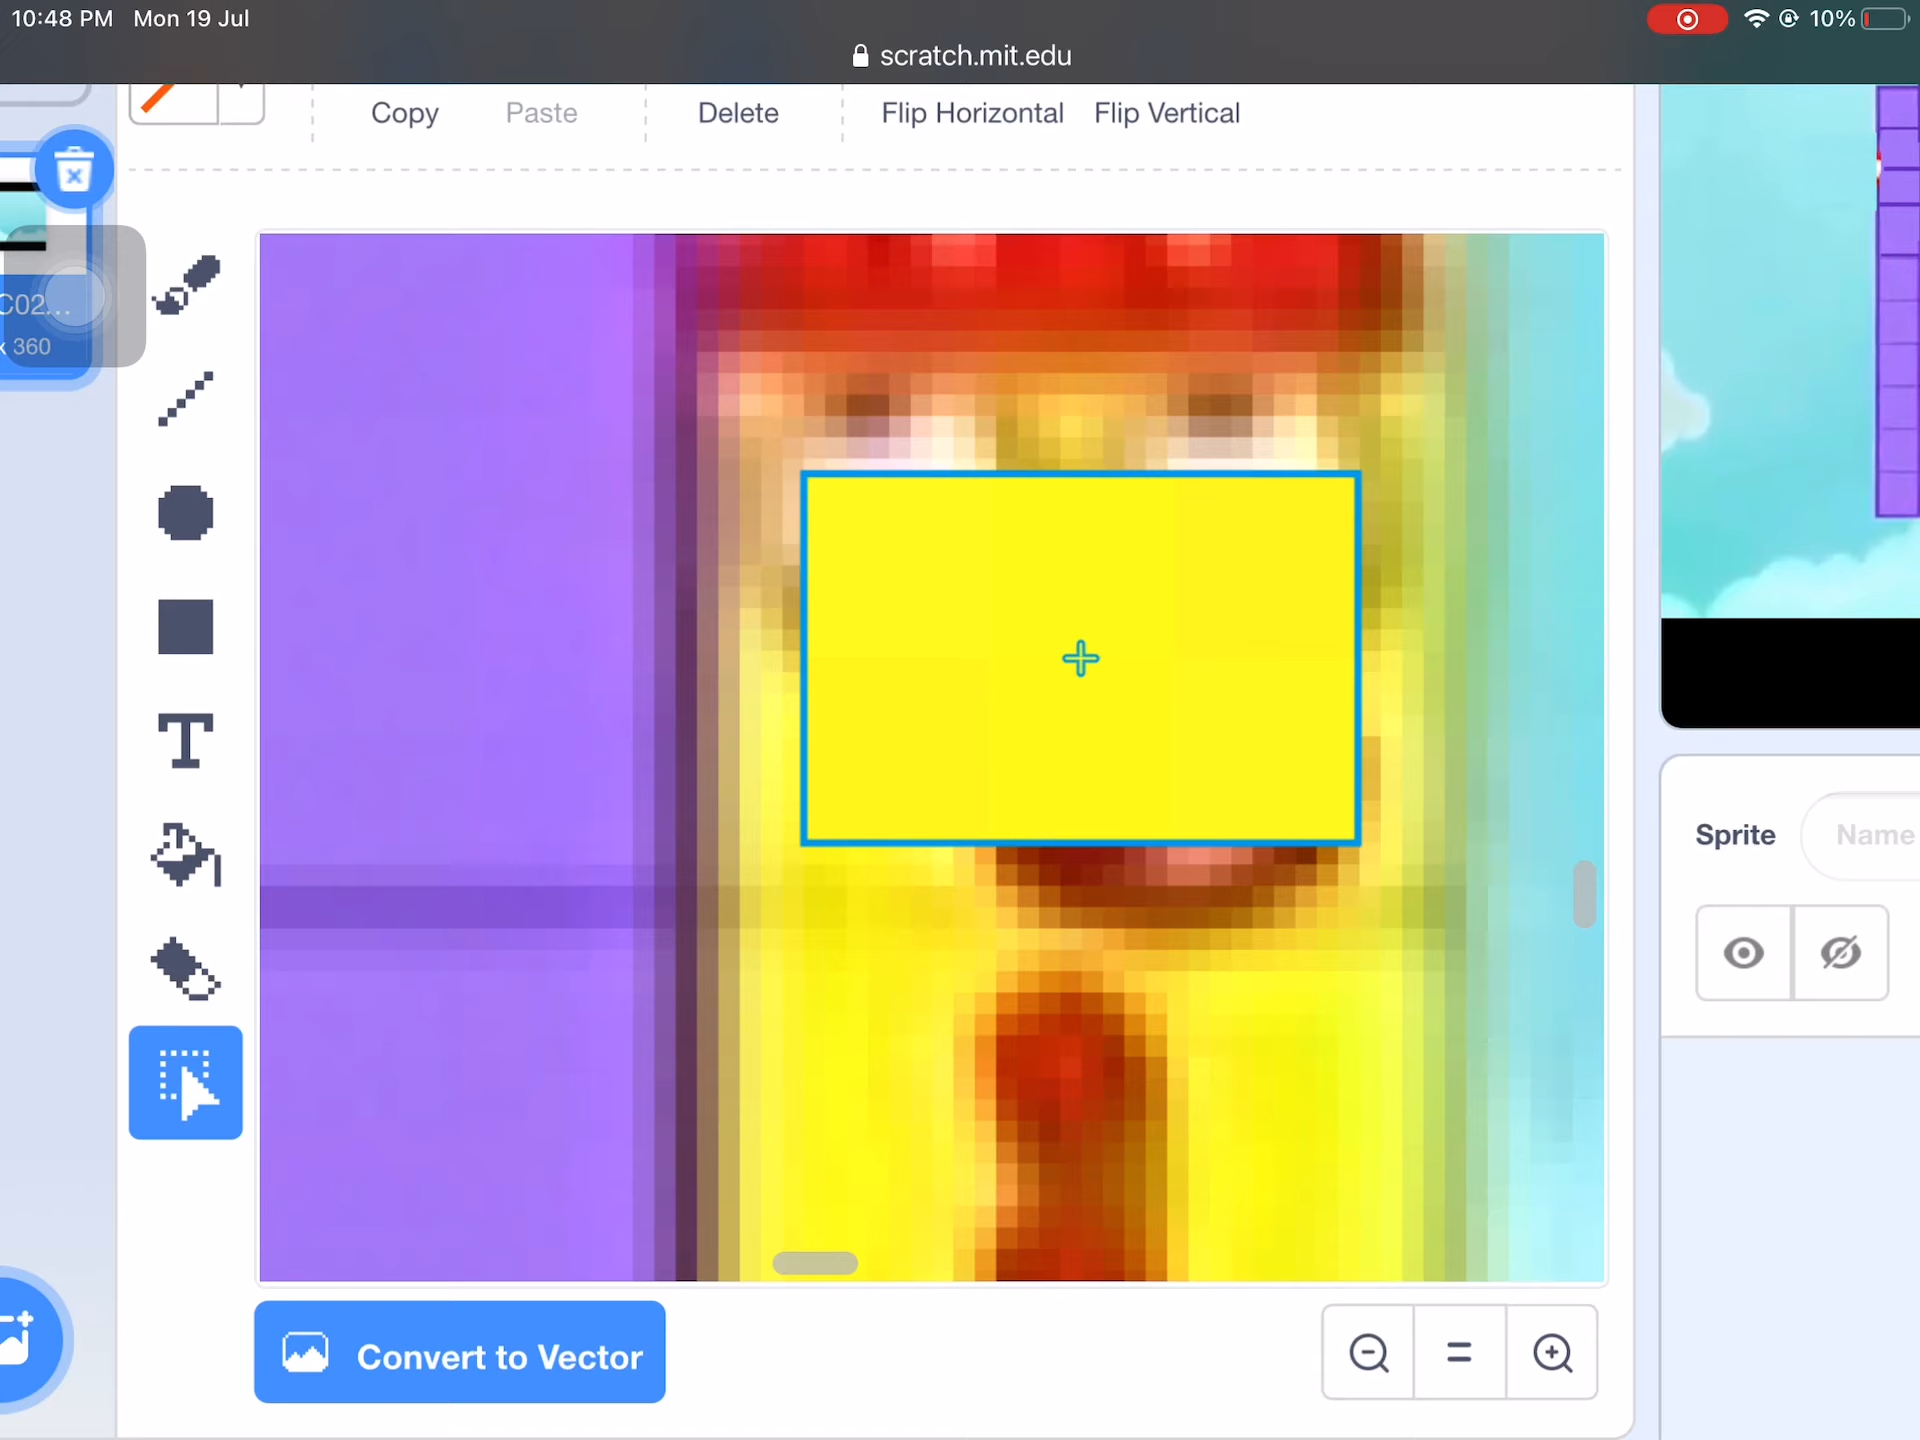 10:48 PM Mon 19 Jul
10%
scratch.mit.edu
Copy Paste Delete Flip Horizontal Flip Vertical
C02...
x 360
T
Sprite Name
Convert to Vector